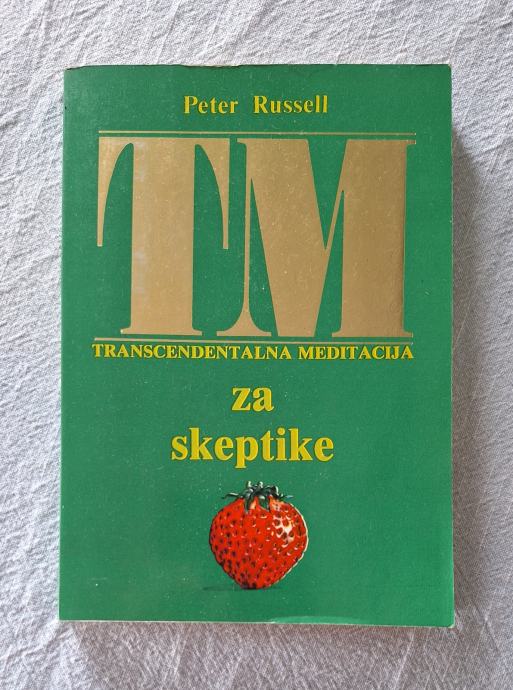 Peter Russell
TM
TRANSCENDENTALNA MEDITACIJA
za
skeptike